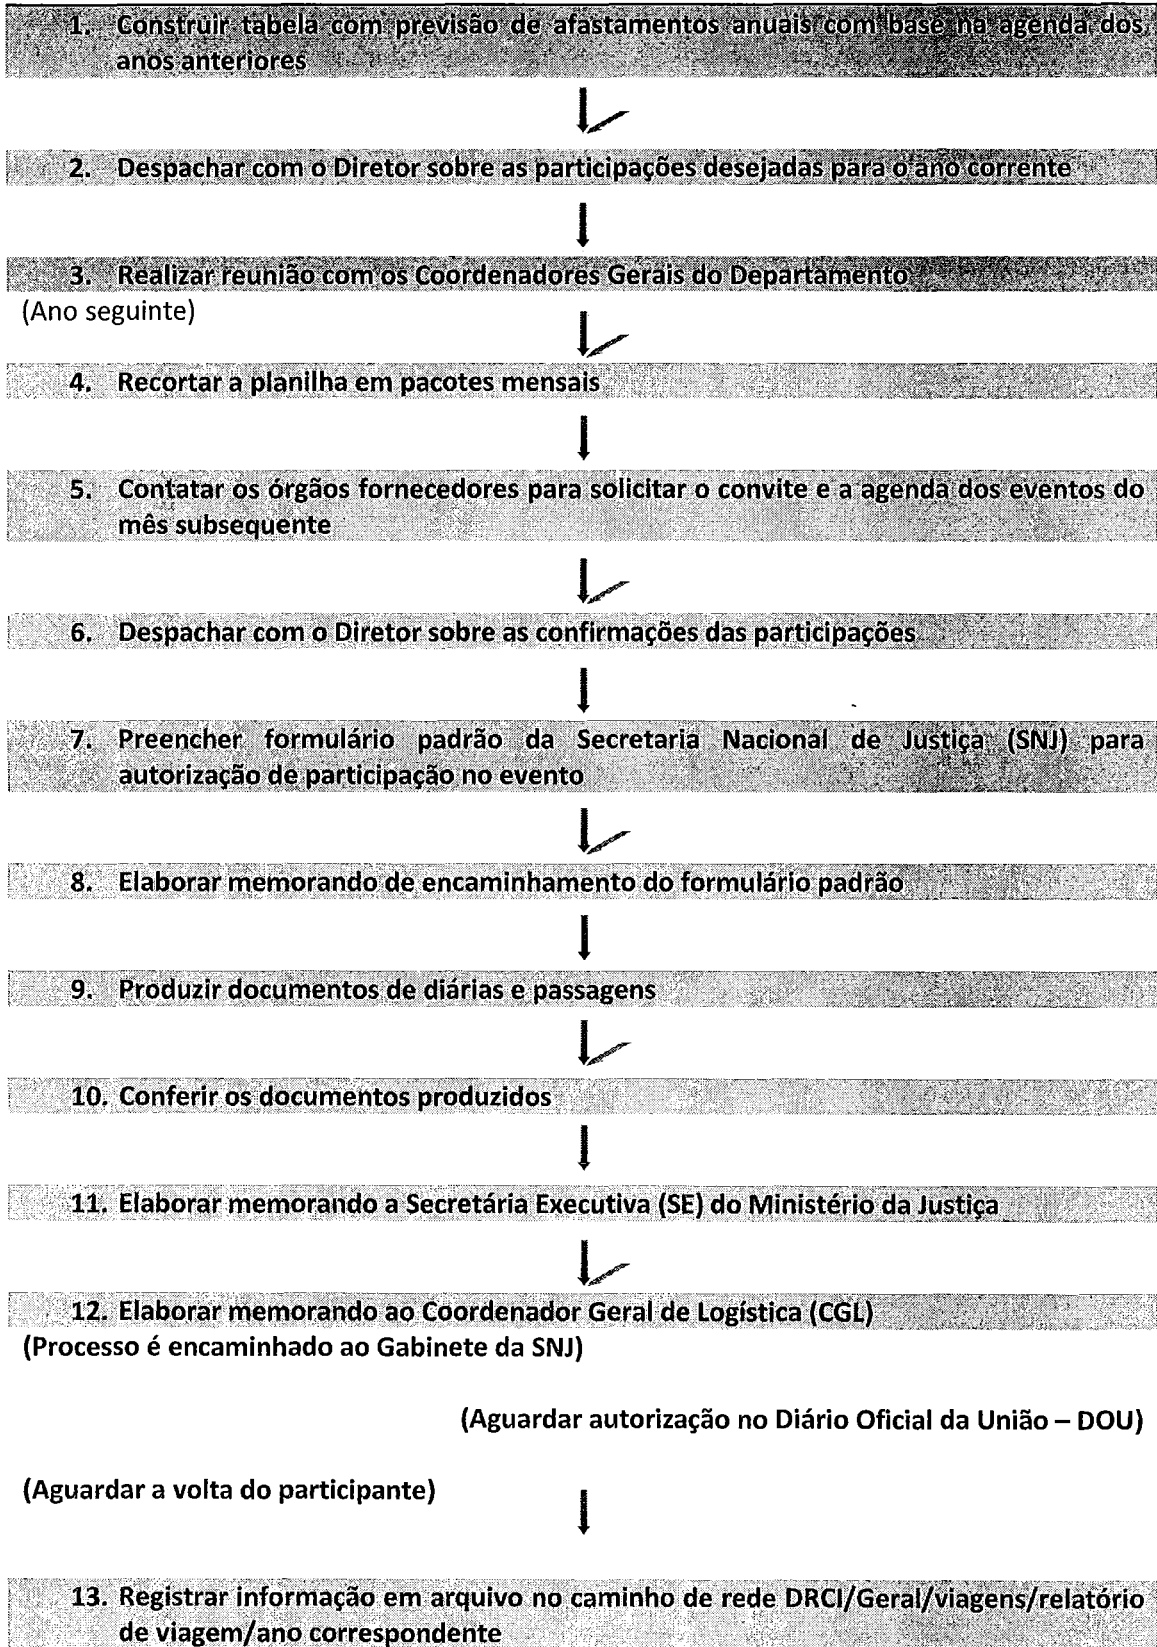 1. Construir tabela com previsão de afastamentos anuais com base na agenda dos
anos anteriores
2. Despachar com o Diretor sobre as participações desejadas para o ano corrente
3. Realizar reunião com os Coordenadores Gerais do Departamento
(Ano seguinte)
4. Recortar a planilha em pacotes mensais
5. Contatar os órgãos fornecedores para solicitar o convite e a agenda dos eventos do
mês subsequente
6. Despachar com o Diretor sobre as confirmações das participações
7. Preencher formulário padrão da Secretaria Nacional de Justiça (SNJ) para
autorização de participação no evento
8. Elaborar memorando de encaminhamento do formulário padrão
9. Produzir documentos de diárias e passagens
10. Conferir os documentos produzidos
11. Elaborar memorando a Secretária Executiva (SE) do Ministério da Justiça
12. Elaborar memorando ao Coordenador Geral de Logística (CGL)
(Processo é encaminhado ao Gabinete da SNJ)
(Aguardar autorização no Diário Oficial da União – DOU)
(Aguardar a volta do participante)
13. Registrar informação em arquivo no caminho de rede DRCI/Geral/viagens/relatório
de viagem/ano correspondente